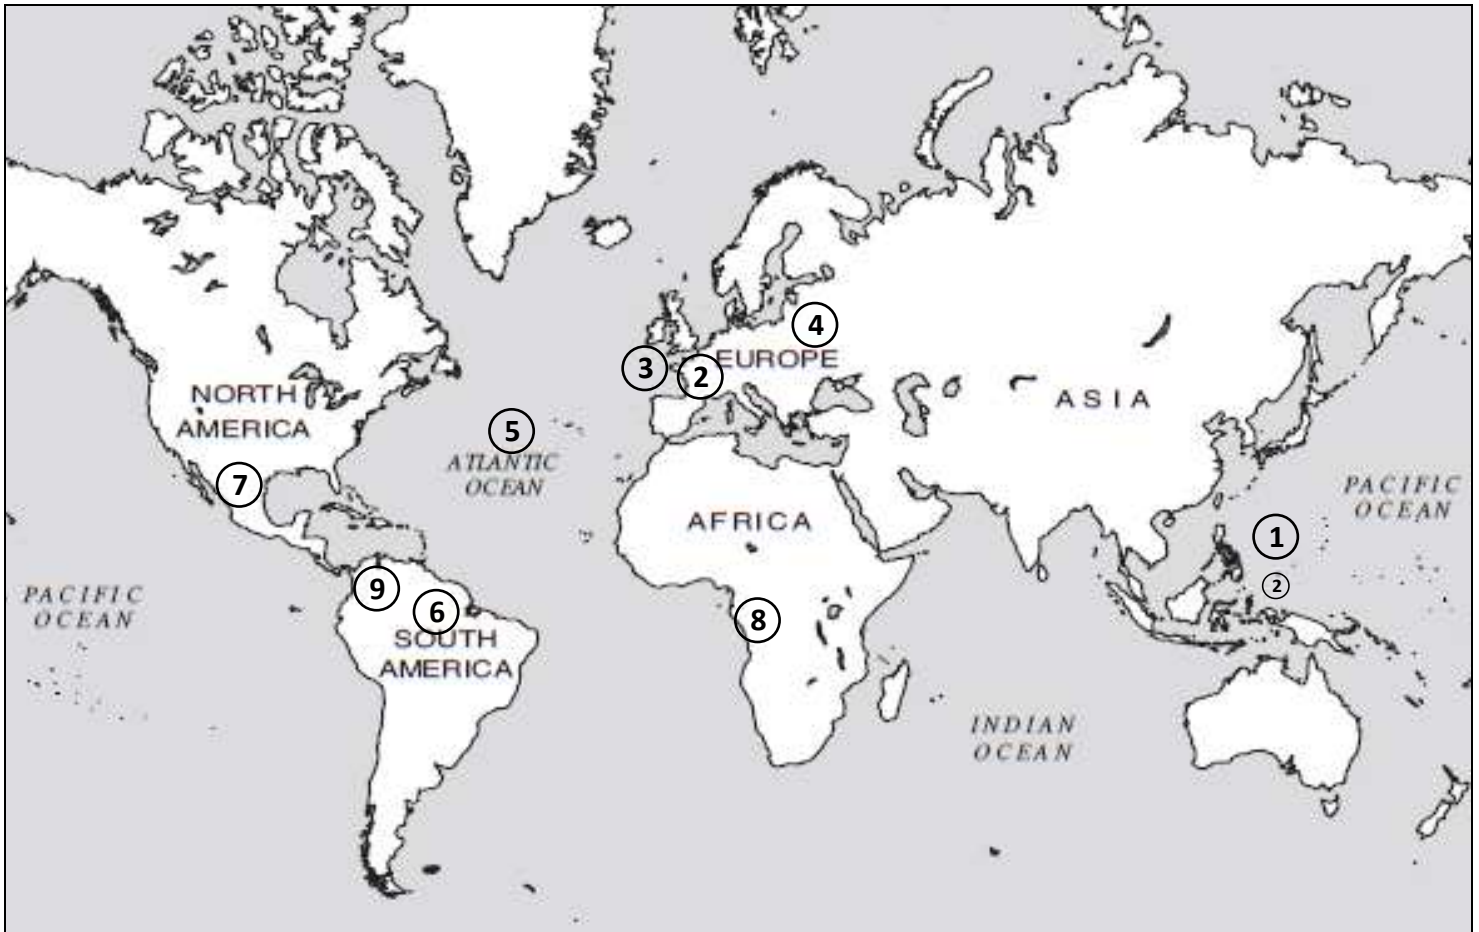 4
3
EUROPE
2
NORTH
AMERICA
ASIA
5
ATLANTIC
OCEAN
7
PACIFIC
OCEAN
AFRICA
1
9
2
PACIFIC
OCEAN
6
8
SOUTH
AMERICA
INDIAN
OCEAN